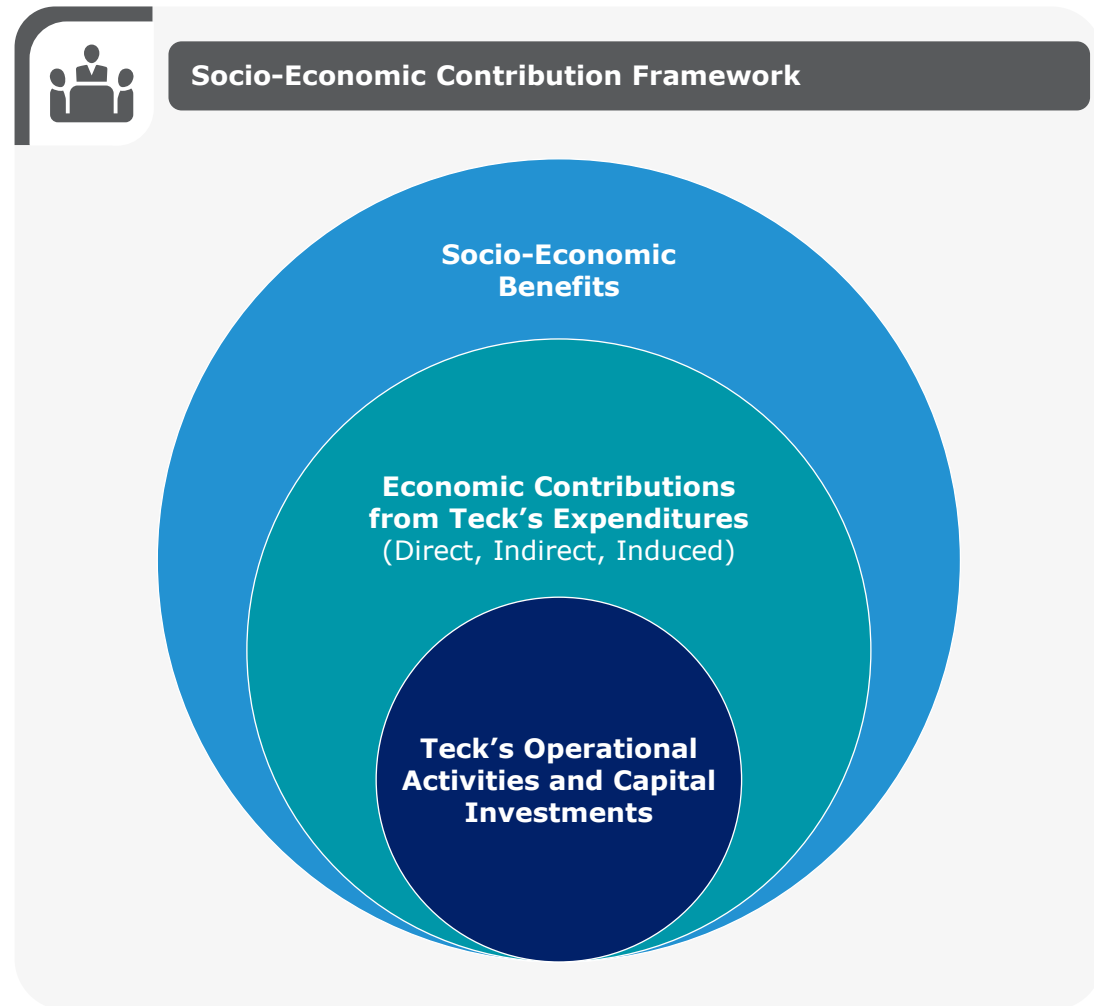 Socio-Economic Contribution Framework
Socio-Economic
Benefits
Economic Contributions
from Teck’s Expenditures
(Direct, Indirect, Induced)
Teck’s Operational
Activities and Capital
Investments